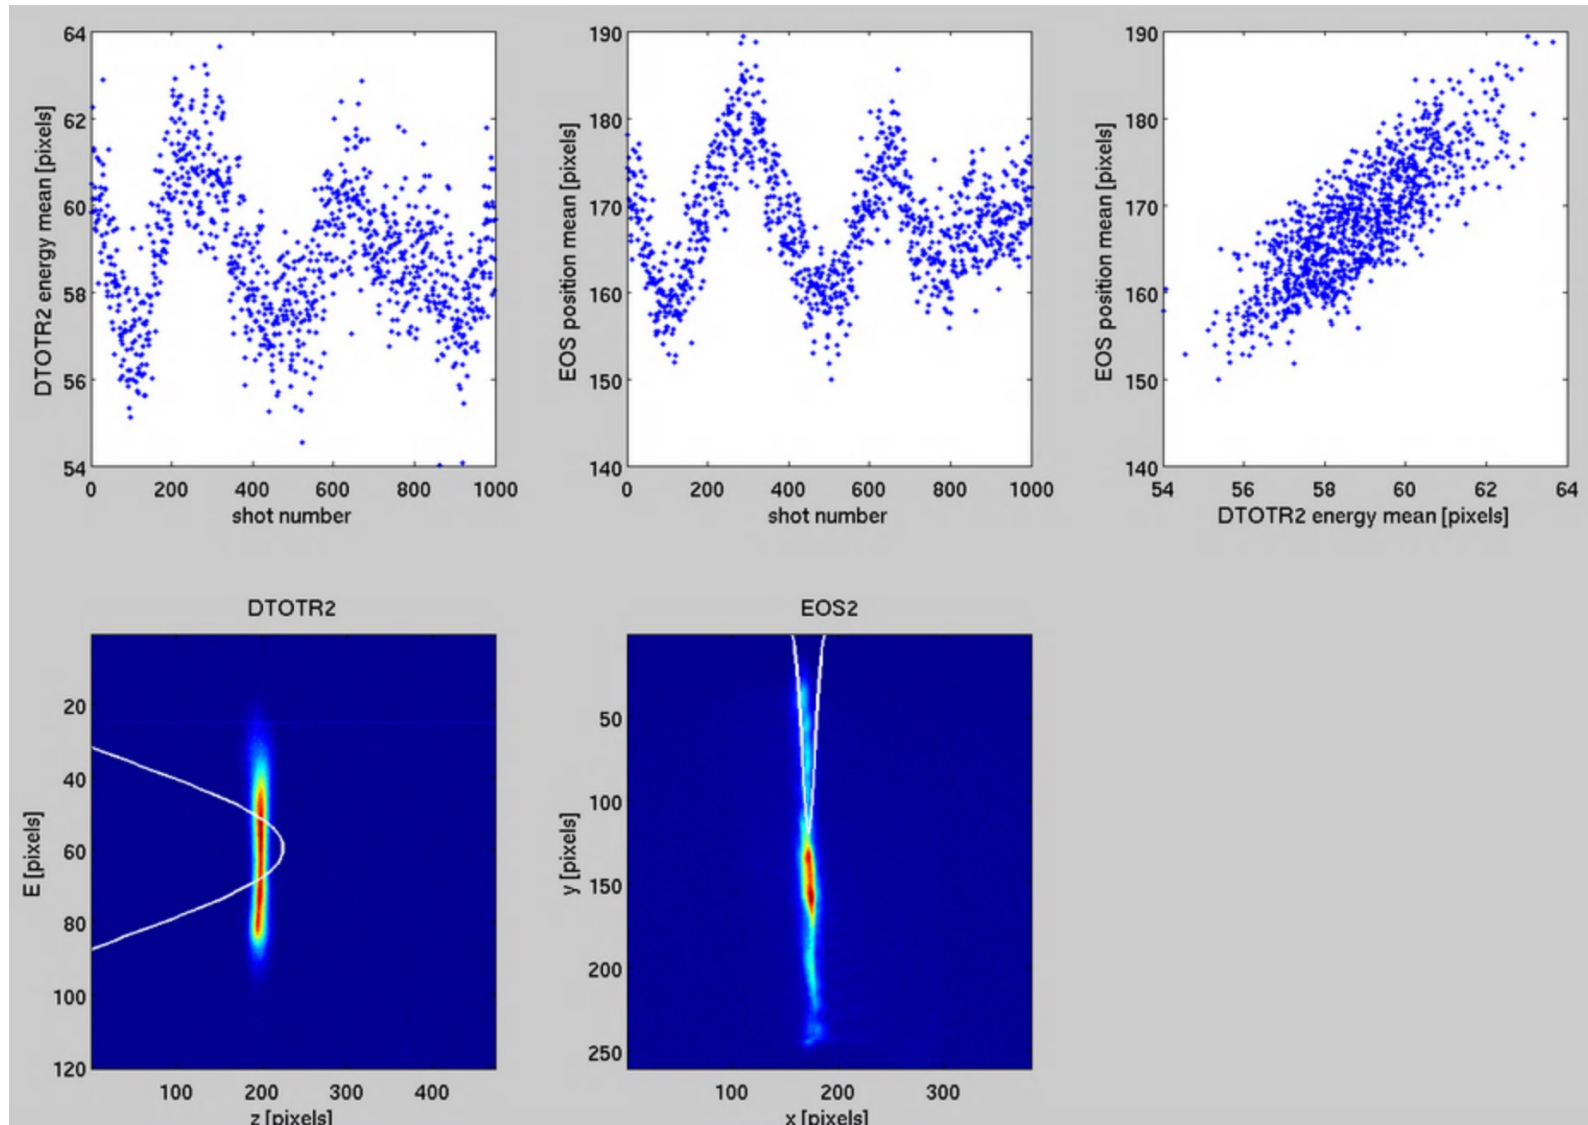 64
62
60
58
56
54
DTOTR2 energy mean [pixels]
0 200 400 600 800 1000
shot number
190
180
170
160
150
140
EOS position mean [pixels]
0 200 400 600 800 1000
shot number
190
180
170
160
150
140
EOS position mean [pixels]
54 56 58 60 62 64
DTOTR2 energy mean [pixels]
DTOTR2
20
40
60
80
100
120
E [pixels]
100 200 300 400
z [pixels]
EOS2
50
100
150
200
250
y [pixels]
100 200 300
x [pixels]